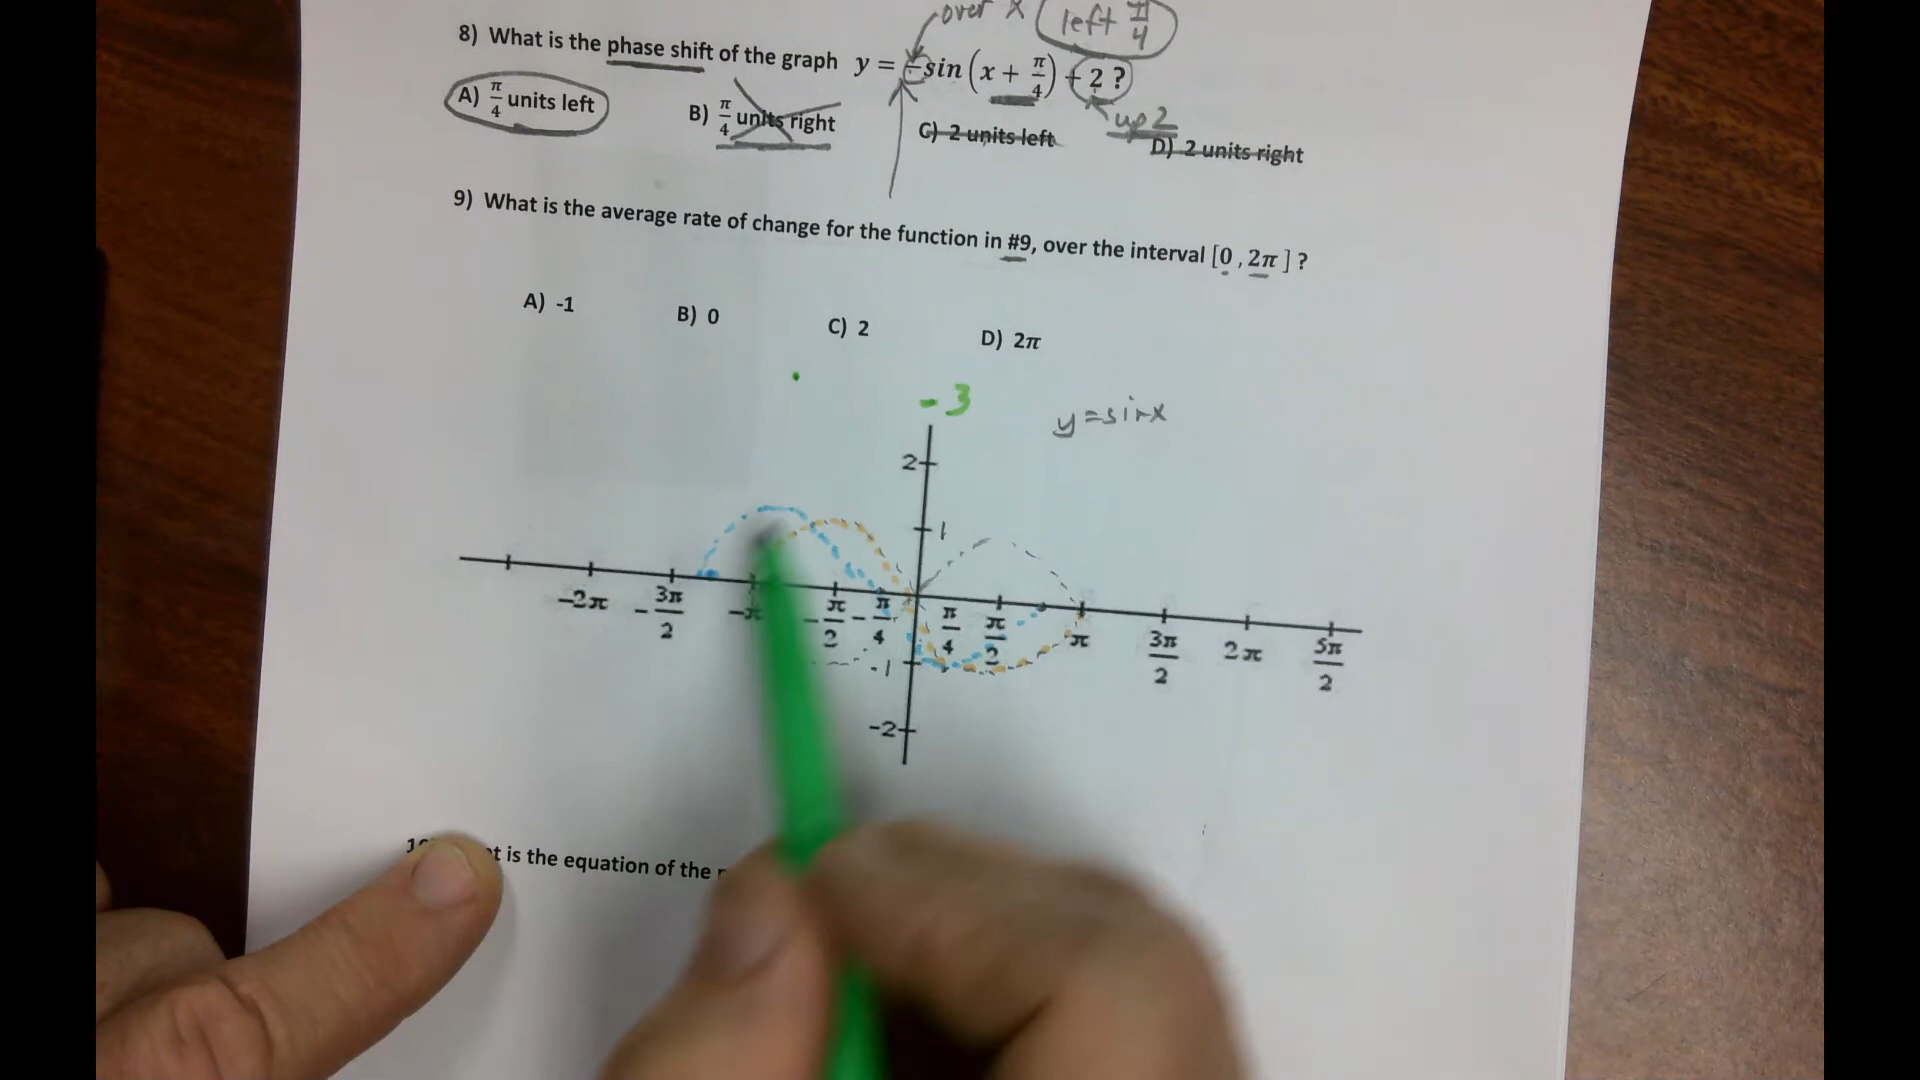 over x left π/4
8) What is the phase shift of the graph y = −sin(x + π/4) + 2 ?
A) π/4 units left B) π/4 units right C) 2 units left D) 2 units right
up 2
9) What is the average rate of change for the function in #9, over the interval [0, 2π] ?
A) -1 B) 0 C) 2 D) 2π
- 3 y=sinx
2
1
-2π -3π/2 -π -π/2 -π/4 π/4 π/2 π 3π/2 2π 5π/2
-1
-2
is the equation of the